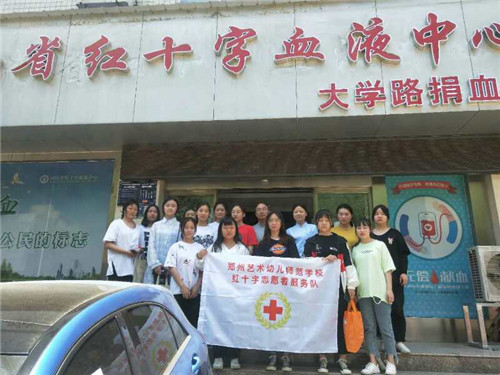 省红十字血液中心
大学路捐血
血
公民的标志
郑州艺术幼儿师范学校
红十字志愿者服务队
无偿献血